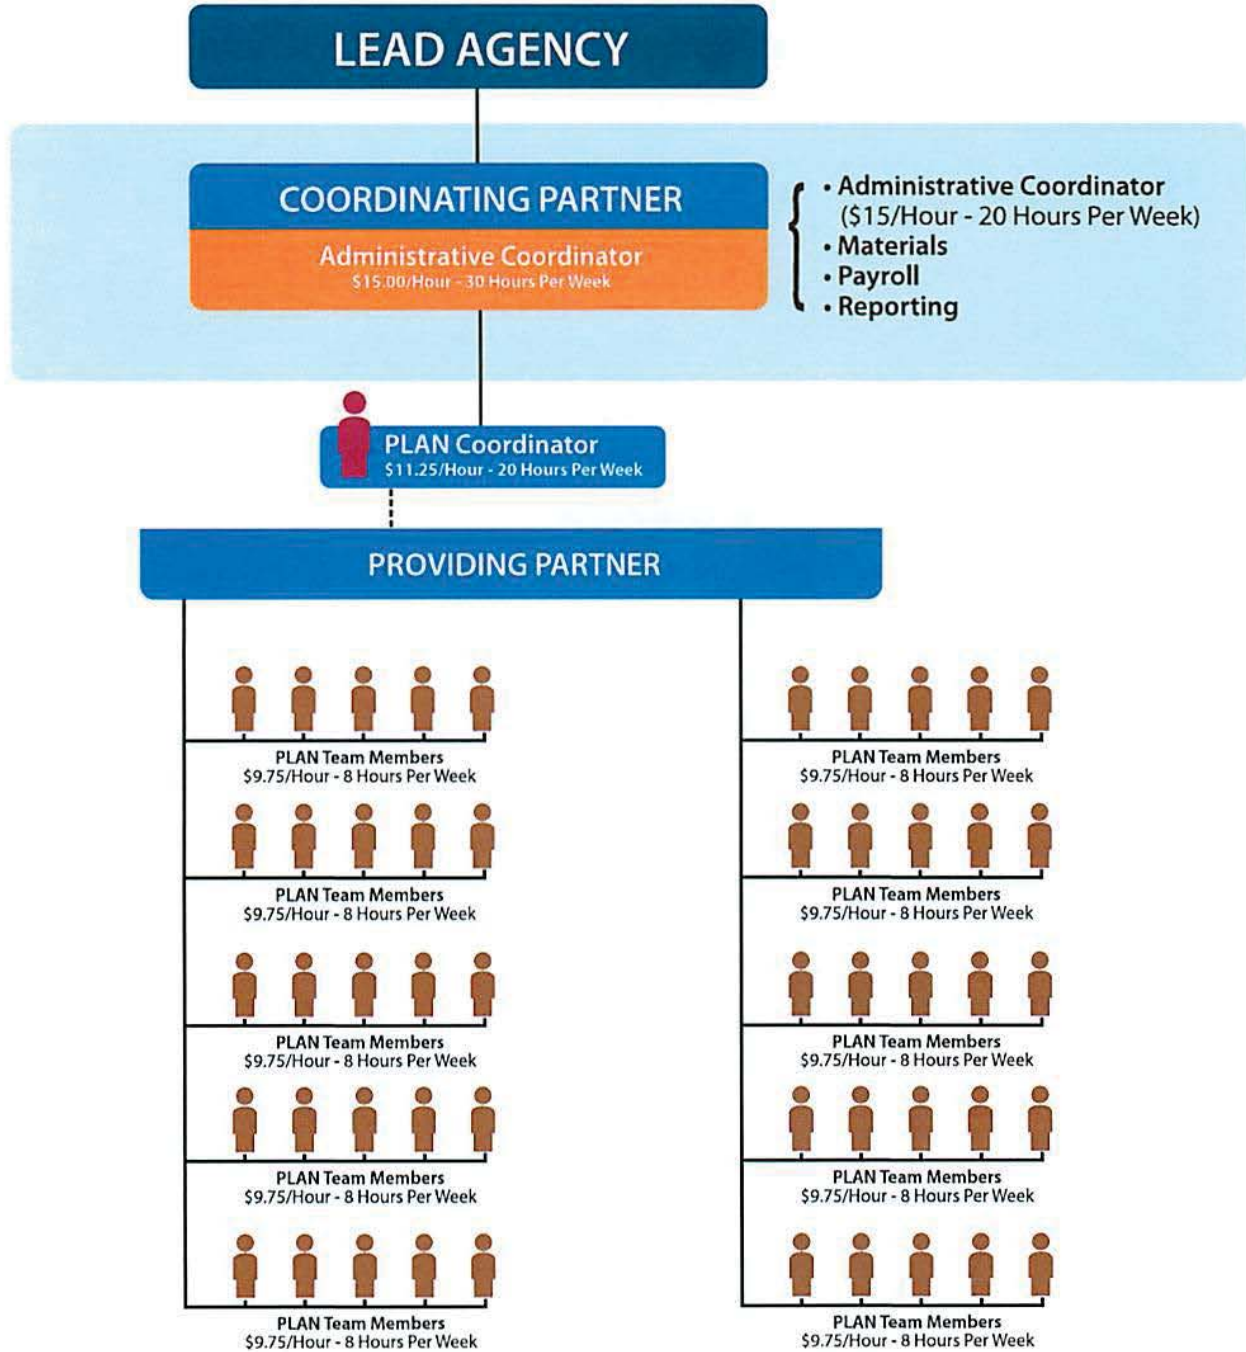 LEAD AGENCY
COORDINATING PARTNER
Administrative Coordinator
$15.00/Hour - 30 Hours Per Week
• Administrative Coordinator
($15/Hour - 20 Hours Per Week)
• Materials
• Payroll
• Reporting
PLAN Coordinator
$11.25/Hour - 20 Hours Per Week
PROVIDING PARTNER
PLAN Team Members
$9.75/Hour - 8 Hours Per Week
PLAN Team Members
$9.75/Hour - 8 Hours Per Week
PLAN Team Members
$9.75/Hour - 8 Hours Per Week
PLAN Team Members
$9.75/Hour - 8 Hours Per Week
PLAN Team Members
$9.75/Hour - 8 Hours Per Week
PLAN Team Members
$9.75/Hour - 8 Hours Per Week
PLAN Team Members
$9.75/Hour - 8 Hours Per Week
PLAN Team Members
$9.75/Hour - 8 Hours Per Week
PLAN Team Members
$9.75/Hour - 8 Hours Per Week
PLAN Team Members
$9.75/Hour - 8 Hours Per Week